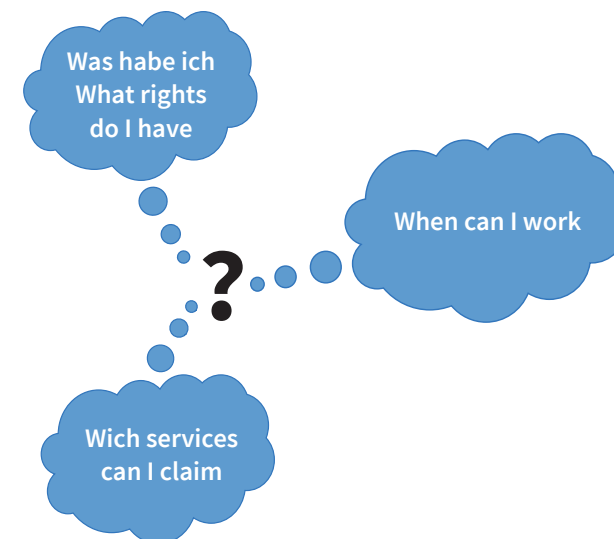 Was habe ich
What rights
do I have
When can I work
?
Wich services
can I claim